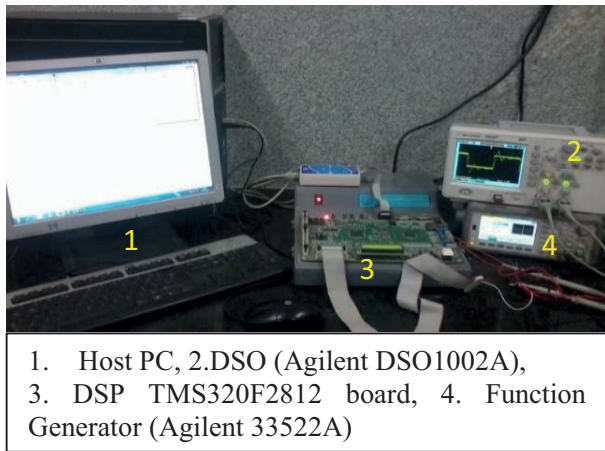 1
2
3
4
1. Host PC, 2.DSO (Agilent DSO1002A),
3. DSP TMS320F2812 board, 4. Function
Generator (Agilent 33522A)